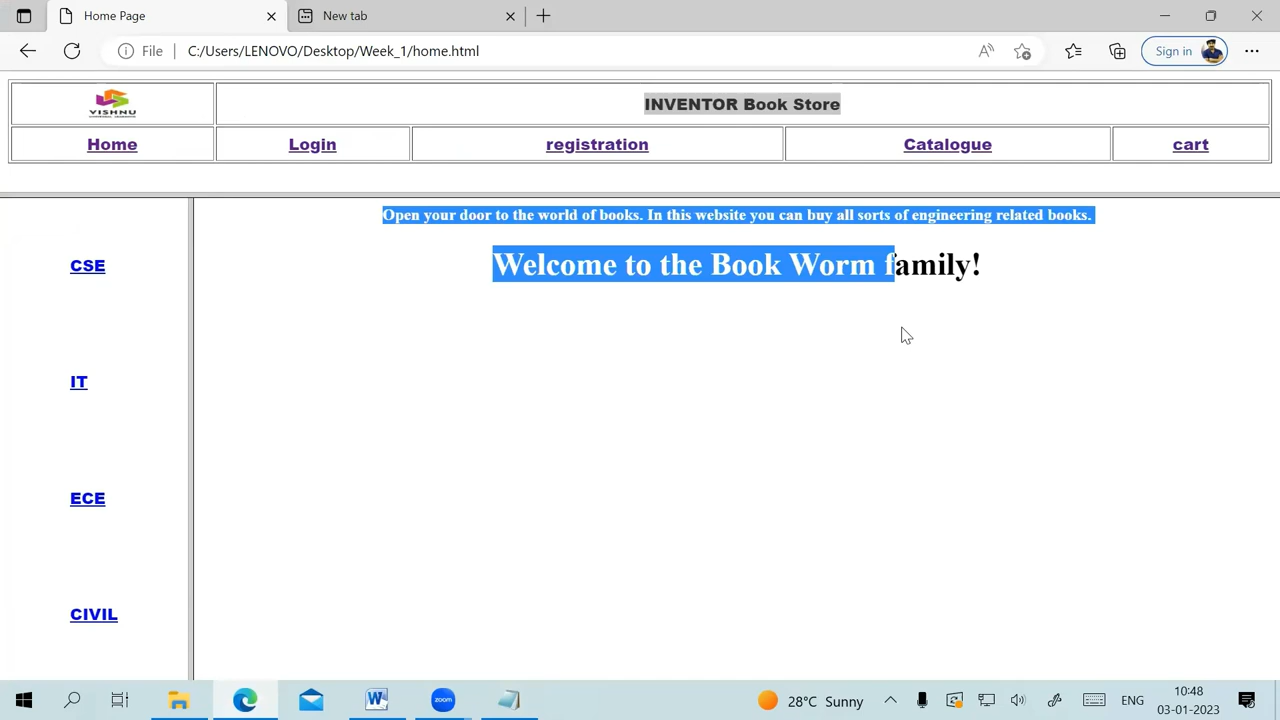 Home Page
New tab
File
C:/Users/LENOVO/Desktop/Week_1/home.html
Sign in
VISHNU
INVENTOR Book Store
Home Login registration Catalogue cart
Open your door to the world of books. In this website you can buy all sorts of engineering related books.
Welcome to the Book Worm family!
CSE
IT
ECE
CIVIL
zoom
28°C Sunny
ENG
10:48
03-01-2023